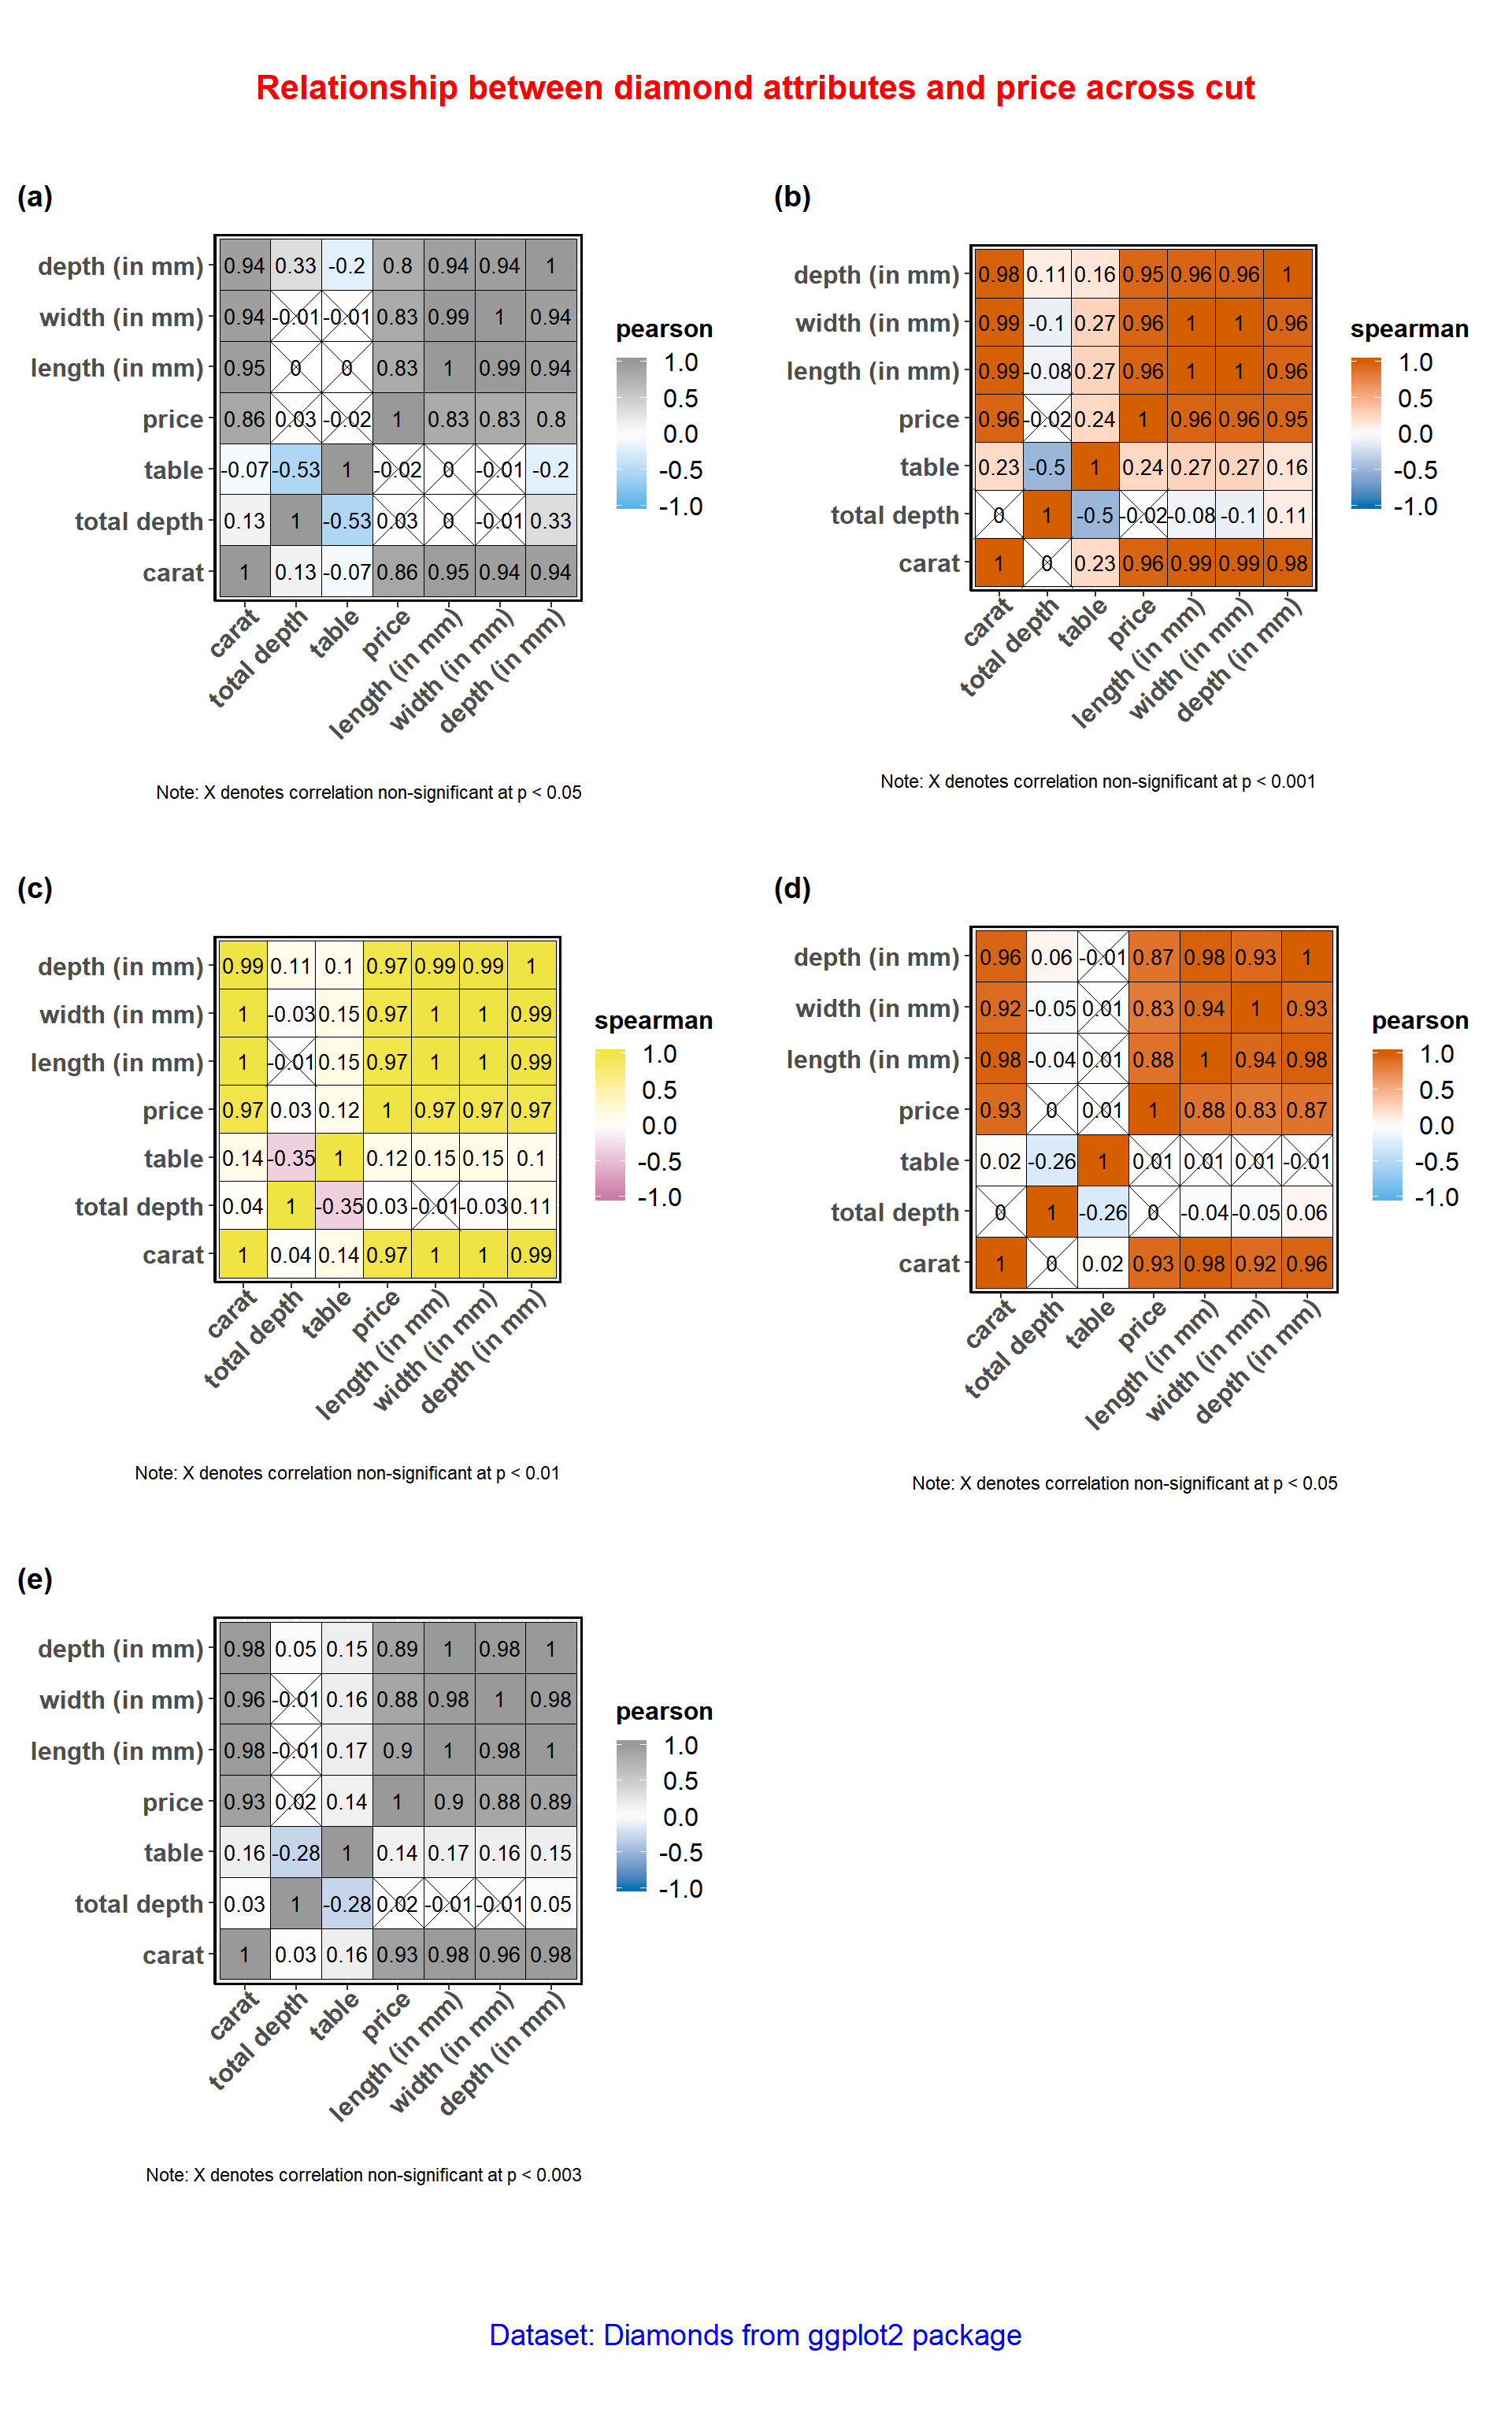 Relationship between diamond attributes and price across cut
(a)
depth (in mm) 0.94 0.33 -0.2 0.8 0.94 0.94 1
width (in mm) 0.94 -0.01 -0.01 0.83 0.99 1 0.94
length (in mm) 0.95 0 0 0.83 1 0.99 0.94
price 0.86 0.03 -0.02 1 0.83 0.83 0.8
table -0.07 -0.53 1 -0.02 0 -0.01 -0.2
total depth 0.13 1 -0.53 0.03 0 -0.01 0.33
carat 1 0.13 -0.07 0.86 0.95 0.94 0.94
carat
total depth
table
price
length (in mm)
width (in mm)
depth (in mm)
pearson
1.0
0.5
0.0
-0.5
-1.0
Note: X denotes correlation non-significant at p < 0.05
(b)
depth (in mm) 0.98 0.11 0.16 0.95 0.96 0.96 1
width (in mm) 0.99 -0.1 0.27 0.96 1 1 0.96
length (in mm) 0.99 -0.08 0.27 0.96 1 1 0.96
price 0.96 -0.02 0.24 1 0.96 0.96 0.95
table 0.23 -0.5 1 0.24 0.27 0.27 0.16
total depth 0 1 -0.5 -0.02 -0.08 -0.1 0.11
carat 1 0 0.23 0.96 0.99 0.99 0.98
carat
total depth
table
price
length (in mm)
width (in mm)
depth (in mm)
spearman
1.0
0.5
0.0
-0.5
-1.0
Note: X denotes correlation non-significant at p < 0.001
(c)
depth (in mm) 0.99 0.11 0.1 0.97 0.99 0.99 1
width (in mm) 1 -0.03 0.15 0.97 1 1 0.99
length (in mm) 1 -0.01 0.15 0.97 1 1 0.99
price 0.97 0.03 0.12 1 0.97 0.97 0.97
table 0.14 -0.35 1 0.12 0.15 0.15 0.1
total depth 0.04 1 -0.35 0.03 -0.01 -0.03 0.11
carat 1 0.04 0.14 0.97 1 1 0.99
carat
total depth
table
price
length (in mm)
width (in mm)
depth (in mm)
spearman
1.0
0.5
0.0
-0.5
-1.0
Note: X denotes correlation non-significant at p < 0.01
(d)
depth (in mm) 0.96 0.06 -0.01 0.87 0.98 0.93 1
width (in mm) 0.92 -0.05 0.01 0.83 0.94 1 0.93
length (in mm) 0.98 -0.04 0.01 0.88 1 0.94 0.98
price 0.93 0 0.01 1 0.88 0.83 0.87
table 0.02 -0.26 1 0.01 0.01 0.01 -0.01
total depth 0 1 -0.26 0 -0.04 -0.05 0.06
carat 1 0 0.02 0.93 0.98 0.92 0.96
carat
total depth
table
price
length (in mm)
width (in mm)
depth (in mm)
pearson
1.0
0.5
0.0
-0.5
-1.0
Note: X denotes correlation non-significant at p < 0.05
(e)
depth (in mm) 0.98 0.05 0.15 0.89 1 0.98 1
width (in mm) 0.96 -0.01 0.16 0.88 0.98 1 0.98
length (in mm) 0.98 -0.01 0.17 0.9 1 0.98 1
price 0.93 0.02 0.14 1 0.9 0.88 0.89
table 0.16 -0.28 1 0.14 0.17 0.16 0.15
total depth 0.03 1 -0.28 0.02 -0.01 -0.01 0.05
carat 1 0.03 0.16 0.93 0.98 0.96 0.98
carat
total depth
table
price
length (in mm)
width (in mm)
depth (in mm)
pearson
1.0
0.5
0.0
-0.5
-1.0
Note: X denotes correlation non-significant at p < 0.003
Dataset: Diamonds from ggplot2 package